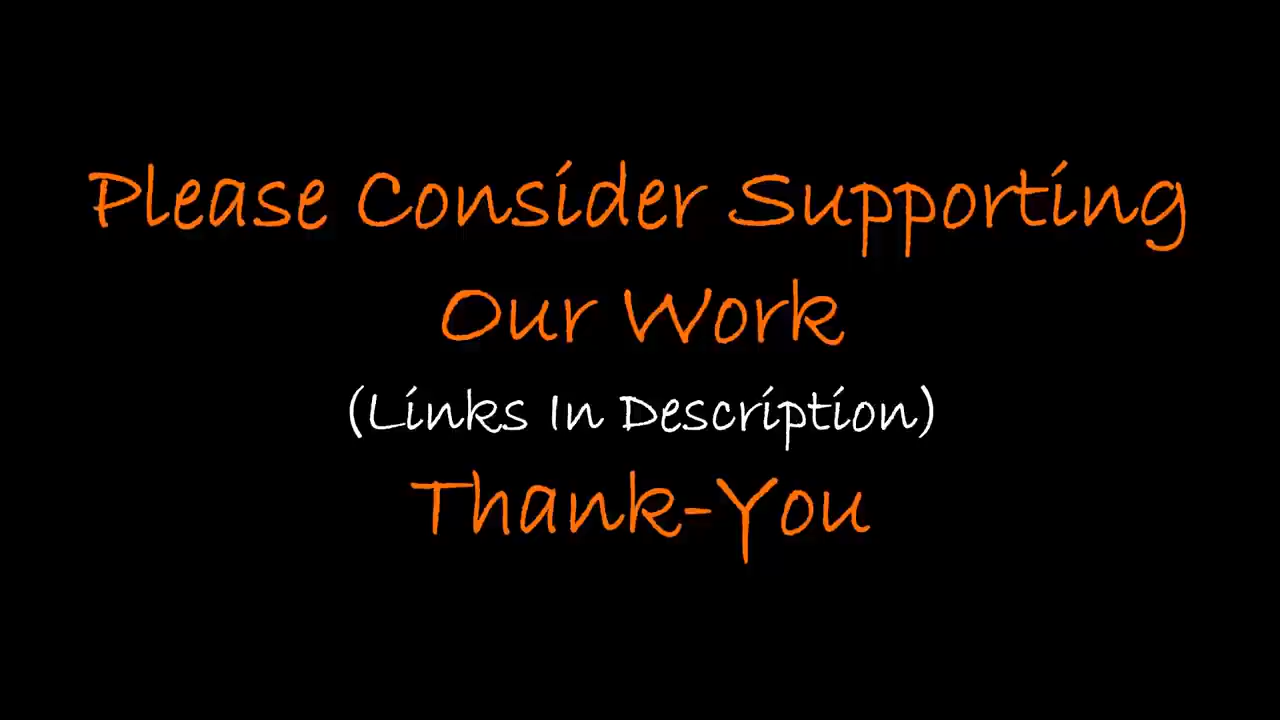 Please Consider Supporting
Our Work
(Links In Description)
Thank-You